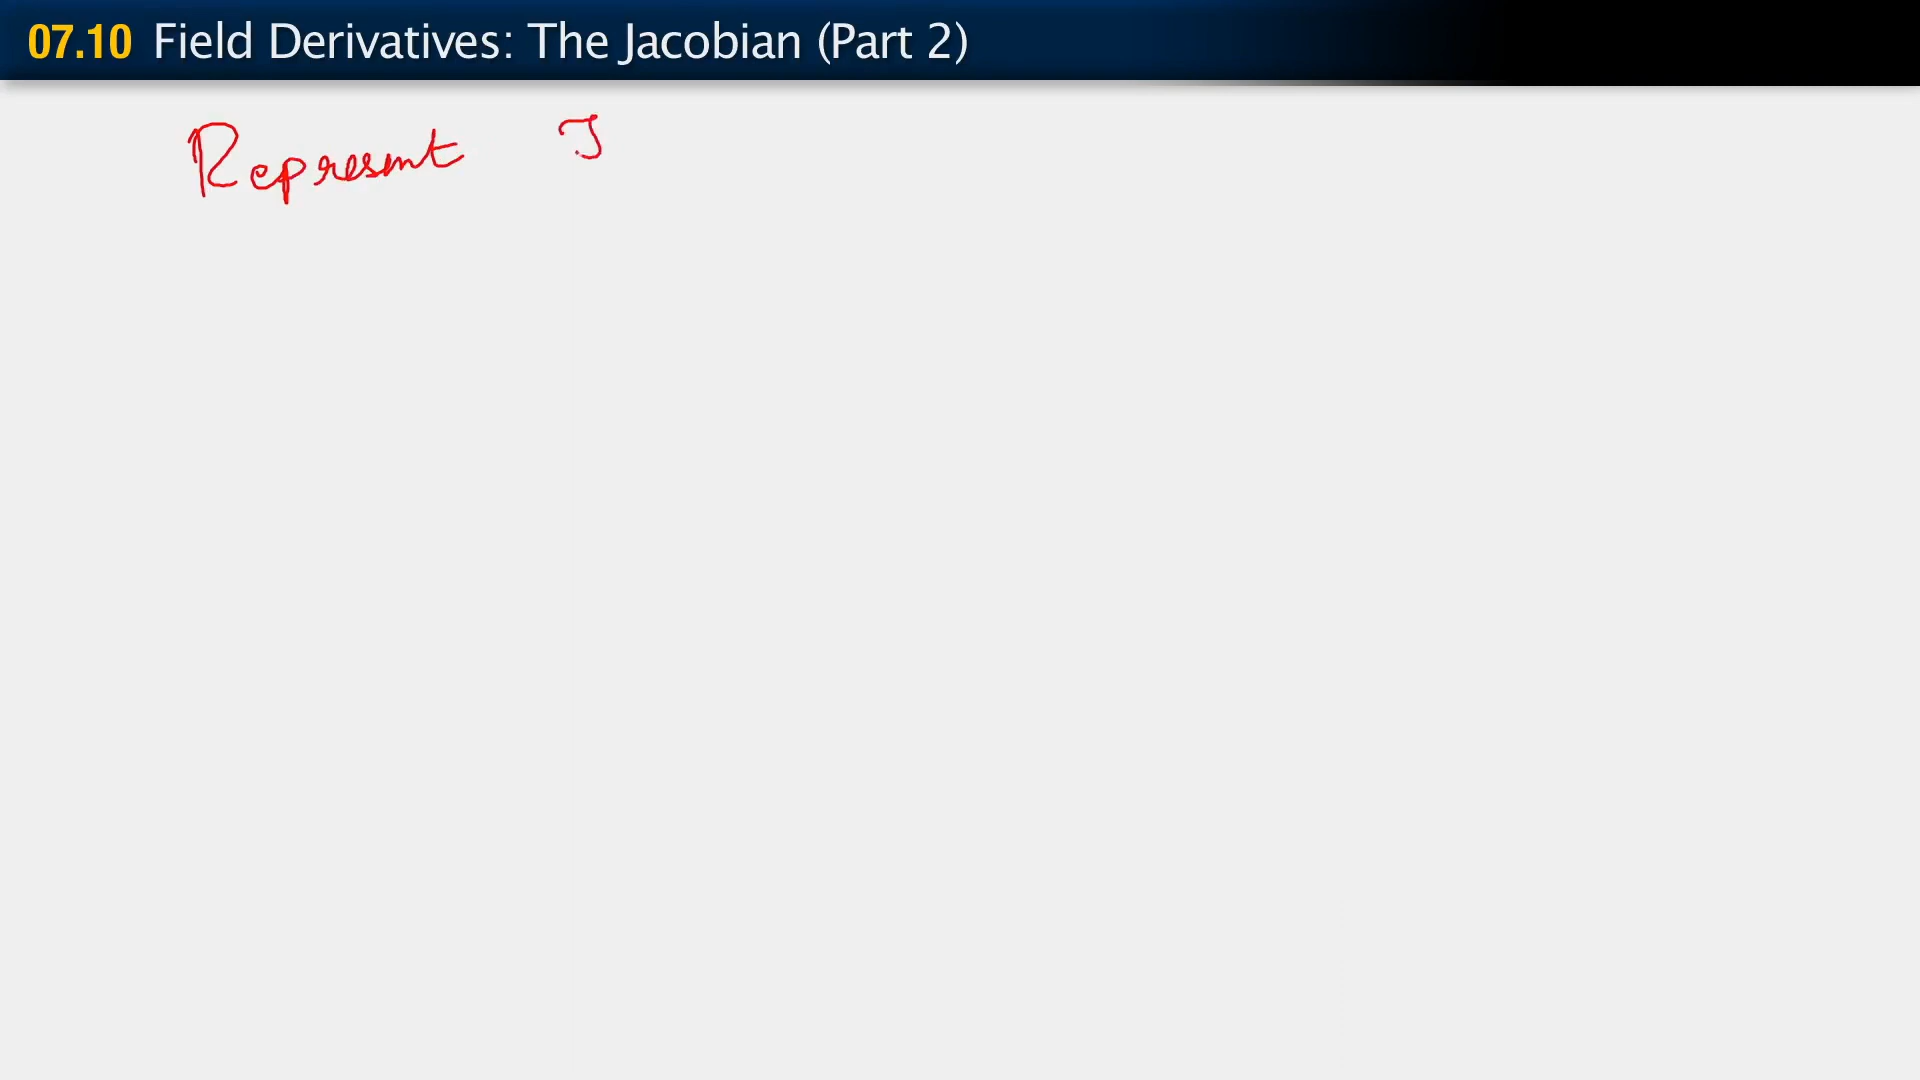 07.10 Field Derivatives: The Jacobian (Part 2)
Represent J